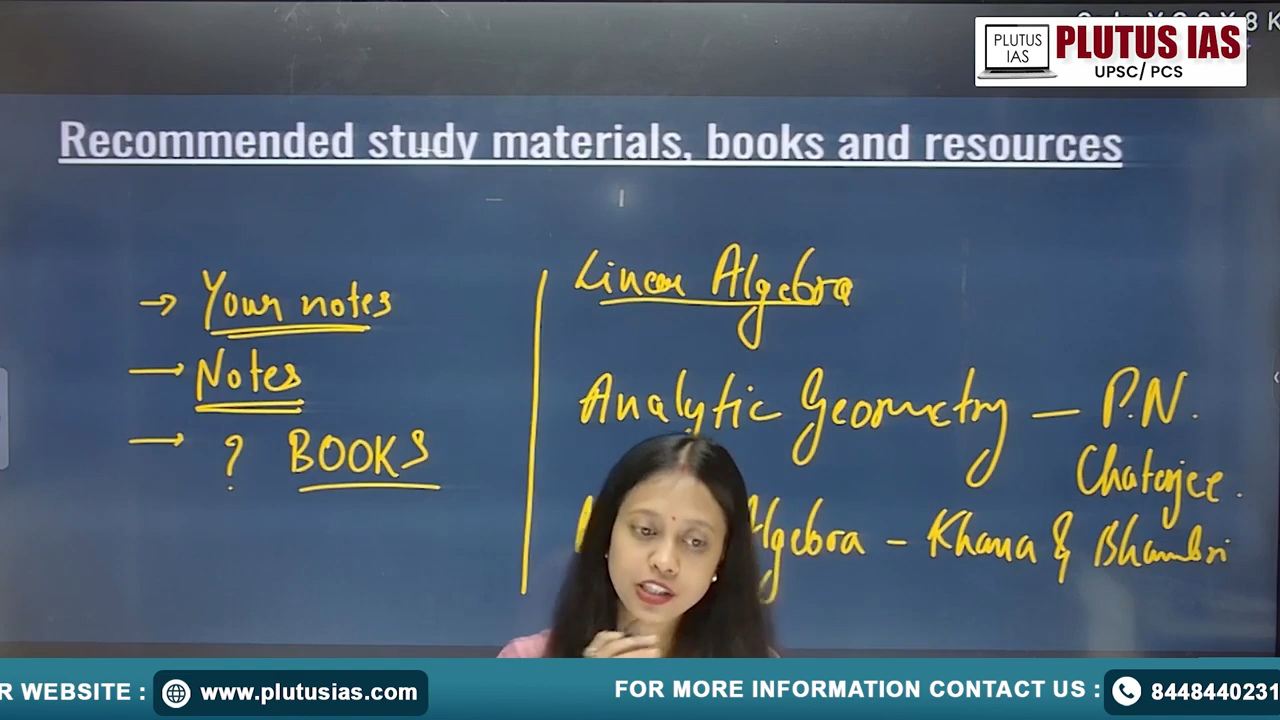 PLUTUS IAS
PLUTUS IAS
UPSC/ PCS
Recommended study materials, books and resources
→ Your notes
→ Notes
→ ? BOOKS
Linear Algebra
Analytic Geometry – P.N.
Chaterjee.
Algebra – Khana & Bhambri
R WEBSITE : www.plutusias.com
FOR MORE INFORMATION CONTACT US : 8448440231